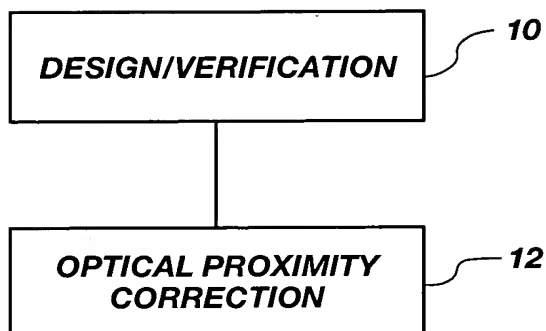 DESIGN/VERIFICATION
10
OPTICAL PROXIMITY
CORRECTION
12